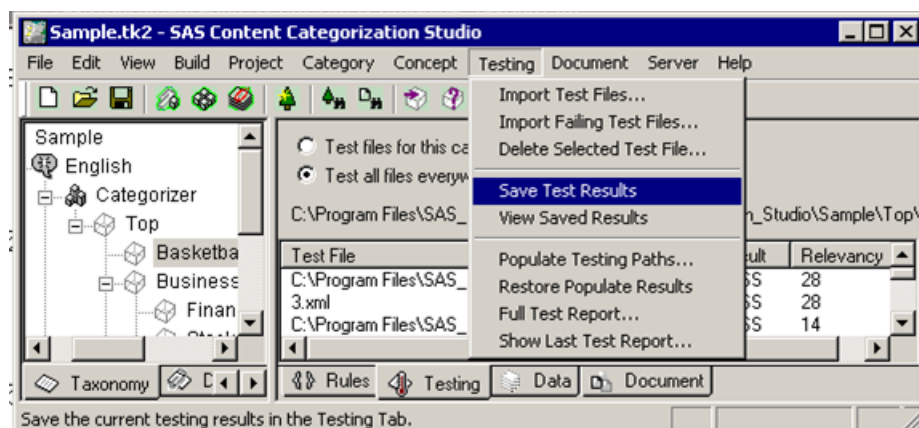 Sample.tk2 - SAS Content Categorization Studio
File Edit View Build Project Category Concept Testing Document Server Help
Import Test Files...
Import Failing Test Files...
Delete Selected Test File...
Save Test Results
View Saved Results
Populate Testing Paths...
Restore Populate Results
Full Test Report...
Show Last Test Report...
Sample
English
Categorizer
Top
Basketba
Business
Finan
Test files for this ca
Test all files everyw
C:\Program Files\SAS_ n_Studio\Sample\Top\
Test File ult Relevancy
C:\Program Files\SAS_ SS 28
3.xml SS 28
C:\Program Files\SAS_ SS 14
Taxonomy
Rules Testing Data Document
Save the current testing results in the Testing Tab.